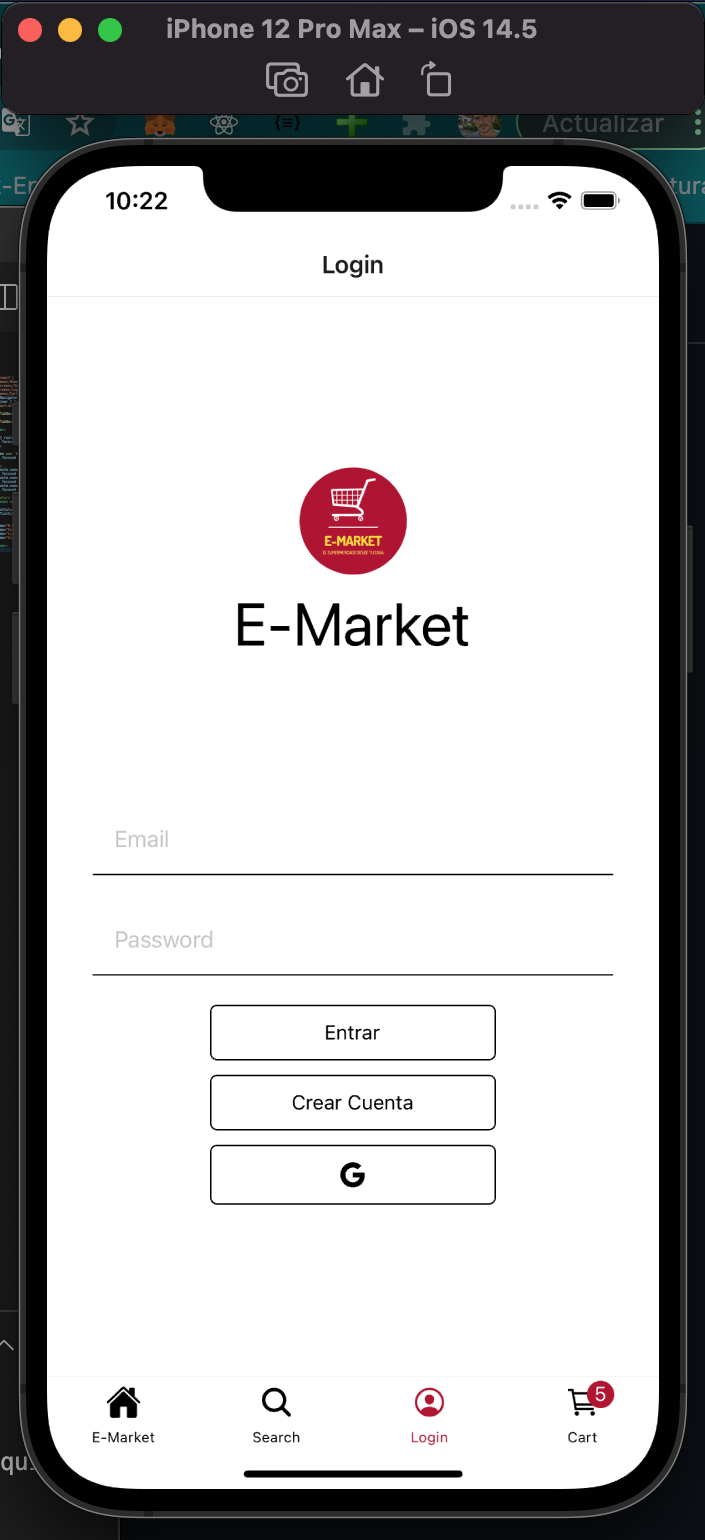 iPhone 12 Pro Max – iOS 14.5
Actualizar
10:22
Login
E-MARKET
EL SUPERMERCADO DESDE TU CASA
E-Market
Email
Password
Entrar
Crear Cuenta
G
E-Market
Search
Login
Cart
5